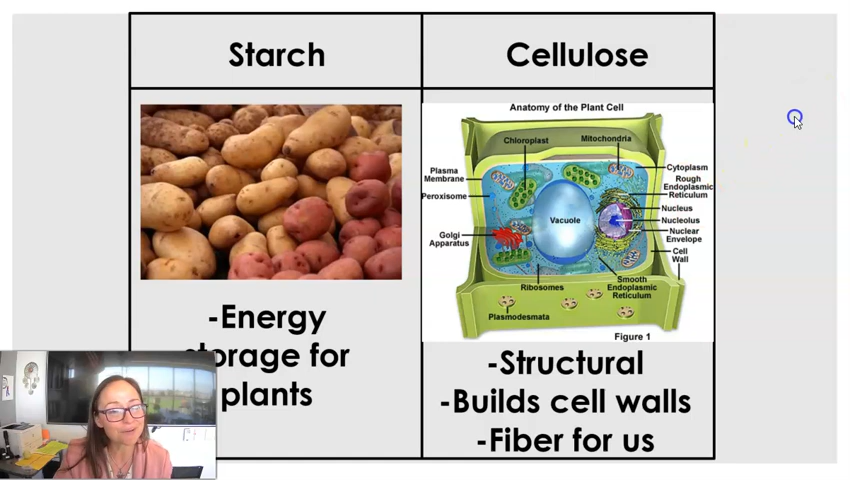 Starch
Cellulose
Anatomy of the Plant Cell
Chloroplast
Mitochondria
Plasma
Membrane
Cytoplasm
Rough
Endoplasmic
Reticulum
Peroxisome
Nucleus
Vacuole
Nucleolus
Golgi
Apparatus
Nuclear
Envelope
Cell
Wall
Ribosomes
Smooth
Endoplasmic
Reticulum
Plasmodesmata
Figure 1
-Energy
storage for
plants
-Structural
-Builds cell walls
-Fiber for us